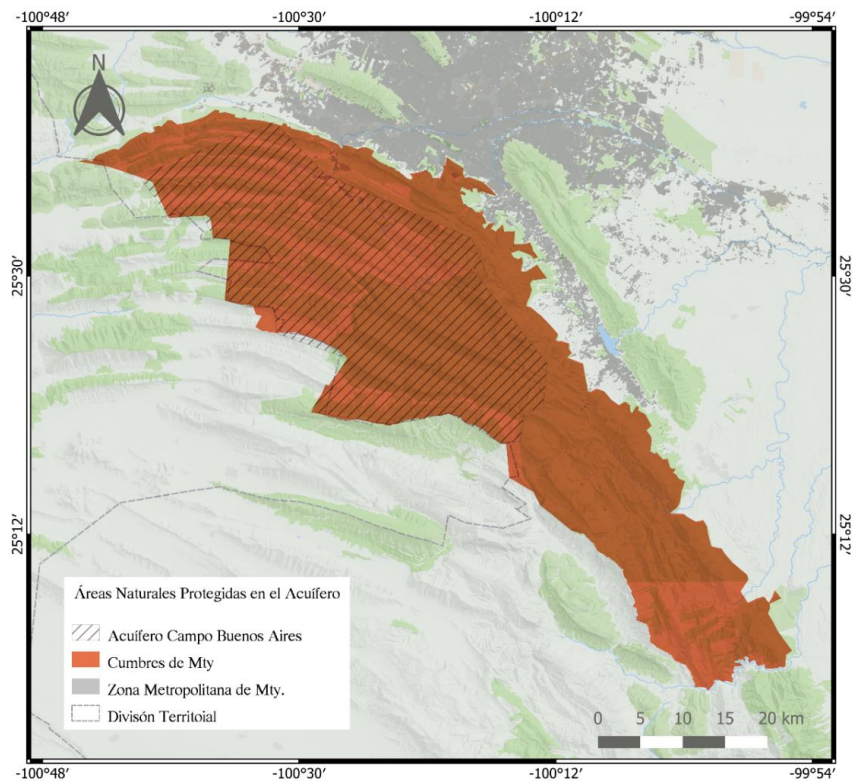 -100°48' -100°30' -100°12' -99°54'
N
25°30' 25°30'
25°12' 25°12'
Áreas Naturales Protegidas en el Acuífero
Acuífero Campo Buenos Aires
Cumbres de Mty
Zona Metropolitana de Mty.
Divisón Territoial
0 5 10 15 20 km
-100°48' -100°30' -100°12' -99°54'